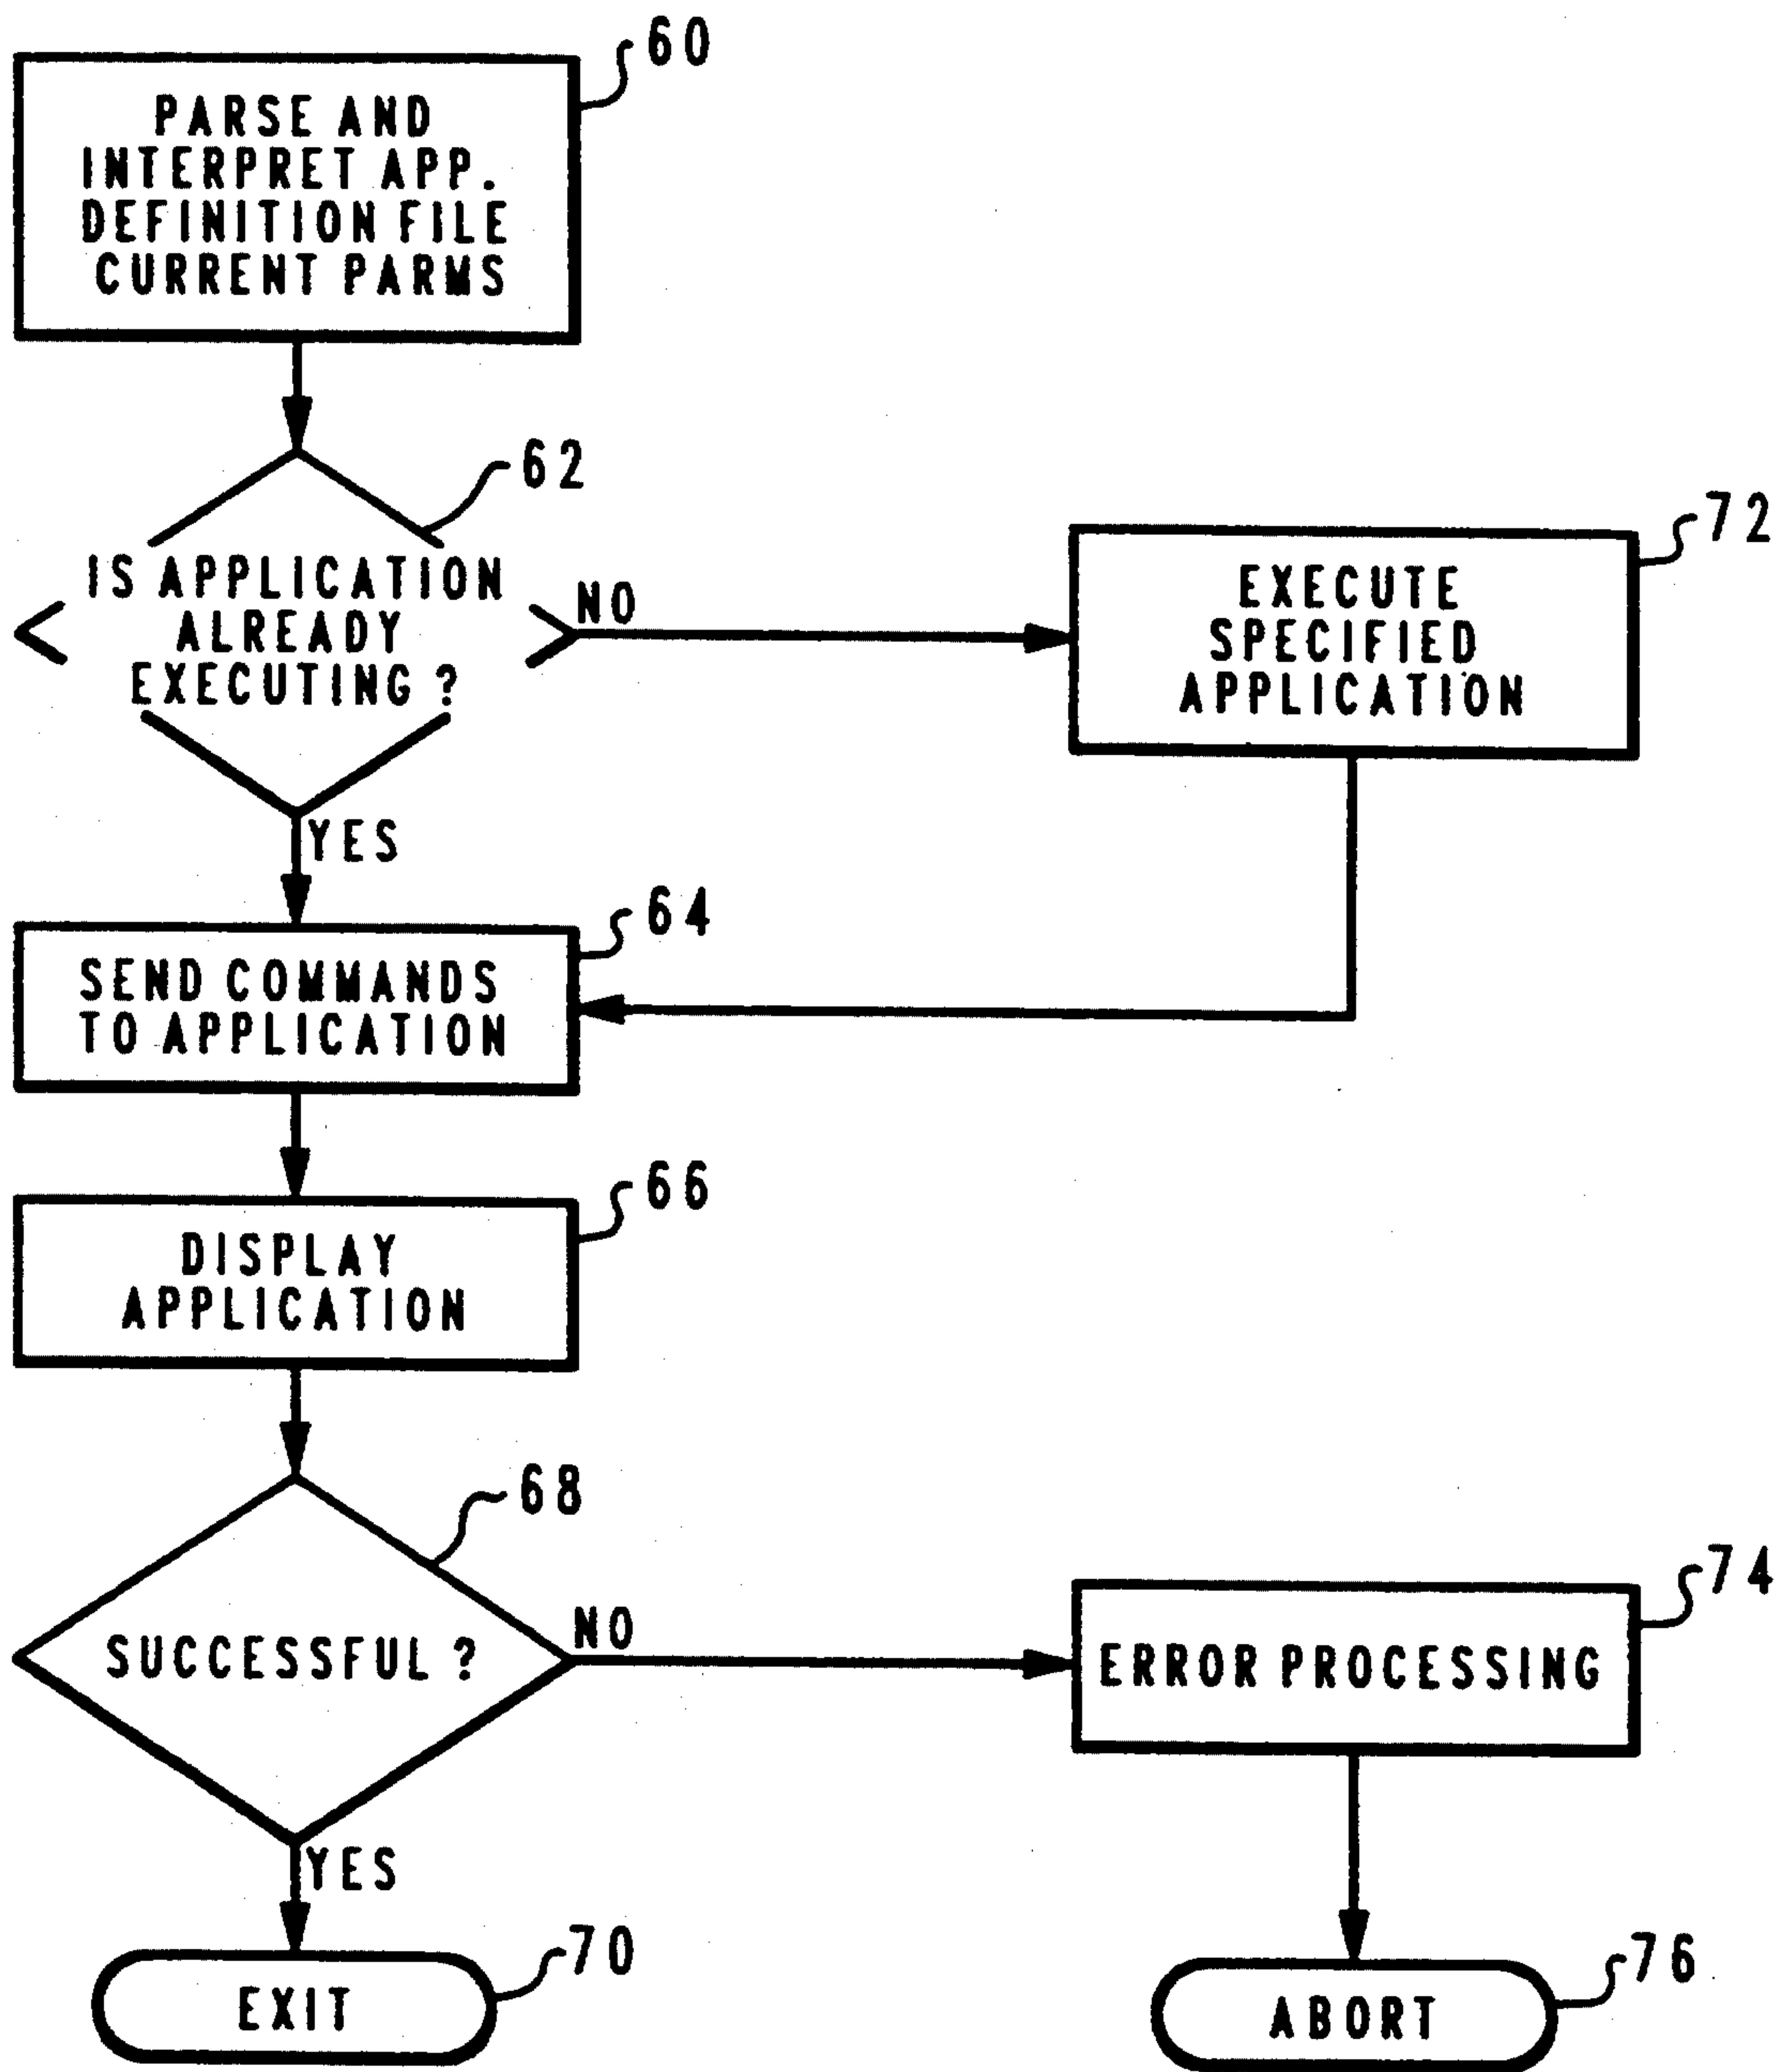 60
PARSE AND
INTERPRET APP.
DEFINITION FILE
CURRENT PARMS
62
IS APPLICATION
ALREADY
EXECUTING ?
NO
YES
72
EXECUTE
SPECIFIED
APPLICATION
64
SEND COMMANDS
TO APPLICATION
66
DISPLAY
APPLICATION
68
SUCCESSFUL ?
NO
YES
74
ERROR PROCESSING
70
EXIT
76
ABORT